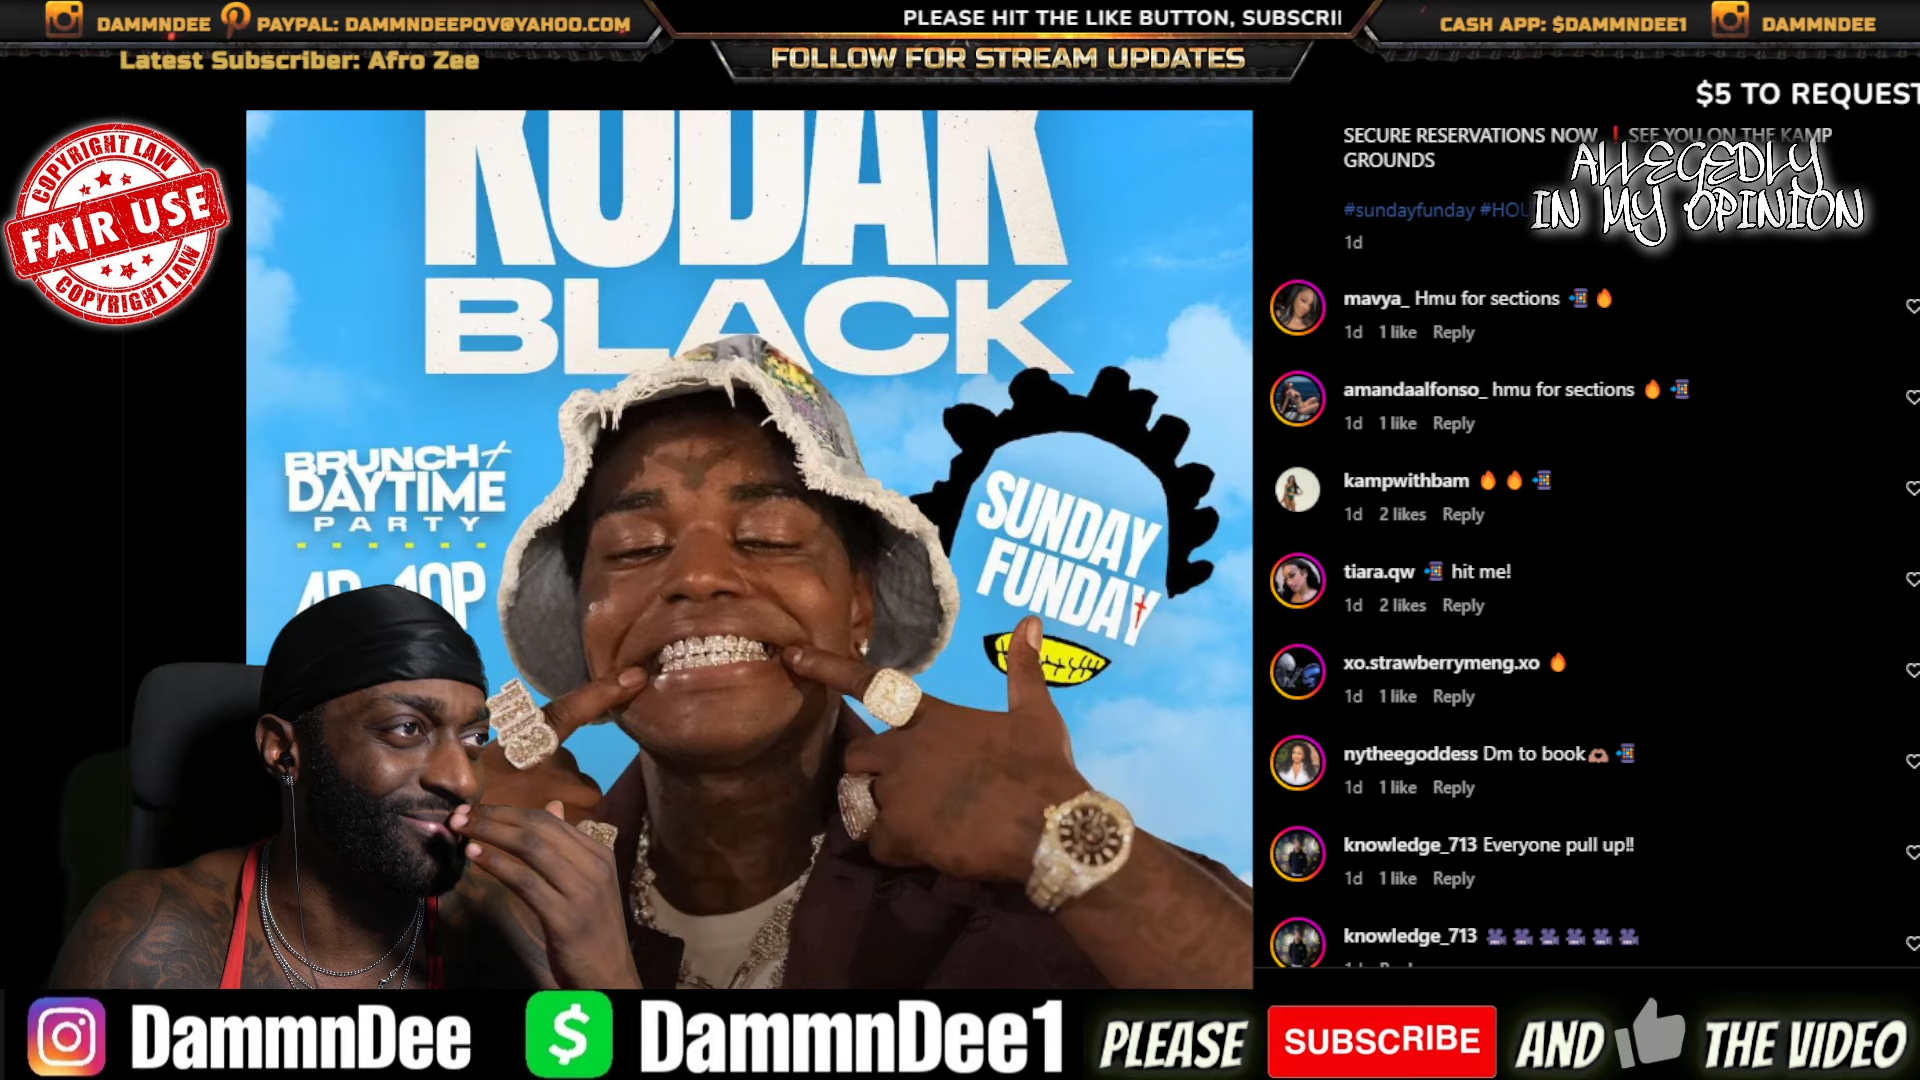 DAMMNDEE
PAYPAL: DAMMNDEEPOV@YAHOO.COM
PLEASE HIT THE LIKE BUTTON, SUBSCRI
CASH APP: $DAMMNDEE1
DAMMNDEE
Latest Subscriber: Afro Zee
FOLLOW FOR STREAM UPDATES
$5 TO REQUEST
COPYRIGHT LAW
FAIR USE
COPYRIGHT LAW
KODAK
BLACK
BRUNCH+
DAYTIME
PARTY
SUNDAY
FUNDAY
SECURE RESERVATIONS NOW ❗ SEE YOU ON THE KAMP
GROUNDS
ALLEGEDLY
IN MY OPINION
#sundayfunday #HOU
1d
mavya_ Hmu for sections 📲 🔥
1d 1 like Reply
amandaalfonso_ hmu for sections 🔥 📲
1d 1 like Reply
kampwithbam 🔥 🔥 📲
1d 2 likes Reply
tiara.qw 📲 hit me!
1d 2 likes Reply
xo.strawberrymeng.xo 🔥
1d 1 like Reply
nytheegoddess Dm to book🫶🏾 📲
1d 1 like Reply
knowledge_713 Everyone pull up!!
1d 1 like Reply
knowledge_713 🎥 🎥 🎥 🎥 🎥 🎥
DammnDee
DammnDee1
PLEASE
SUBSCRIBE
AND
THE VIDEO